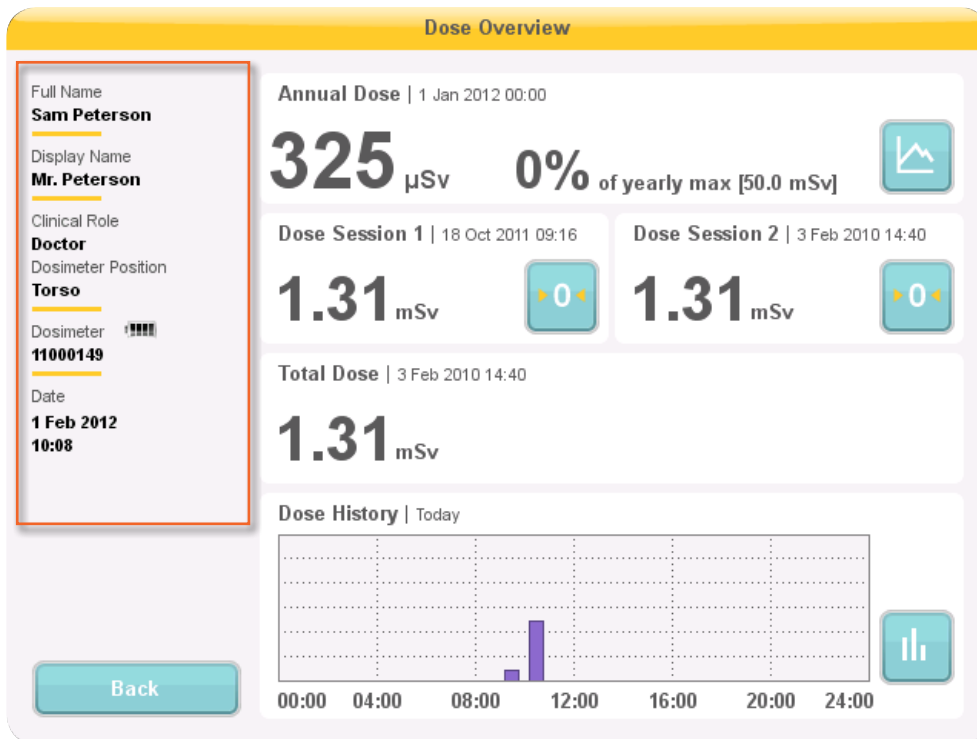 Dose Overview
Full Name
Sam Peterson
Display Name
Mr. Peterson
Clinical Role
Doctor
Dosimeter Position
Torso
Dosimeter
11000149
Date
1 Feb 2012
10:08
Back
Annual Dose | 1 Jan 2012 00:00
325 µSv 0% of yearly max [50.0 mSv]
Dose Session 1 | 18 Oct 2011 09:16
1.31 mSv 0
Dose Session 2 | 3 Feb 2010 14:40
1.31 mSv 0
Total Dose | 3 Feb 2010 14:40
1.31 mSv
Dose History | Today
00:00 04:00 08:00 12:00 16:00 20:00 24:00